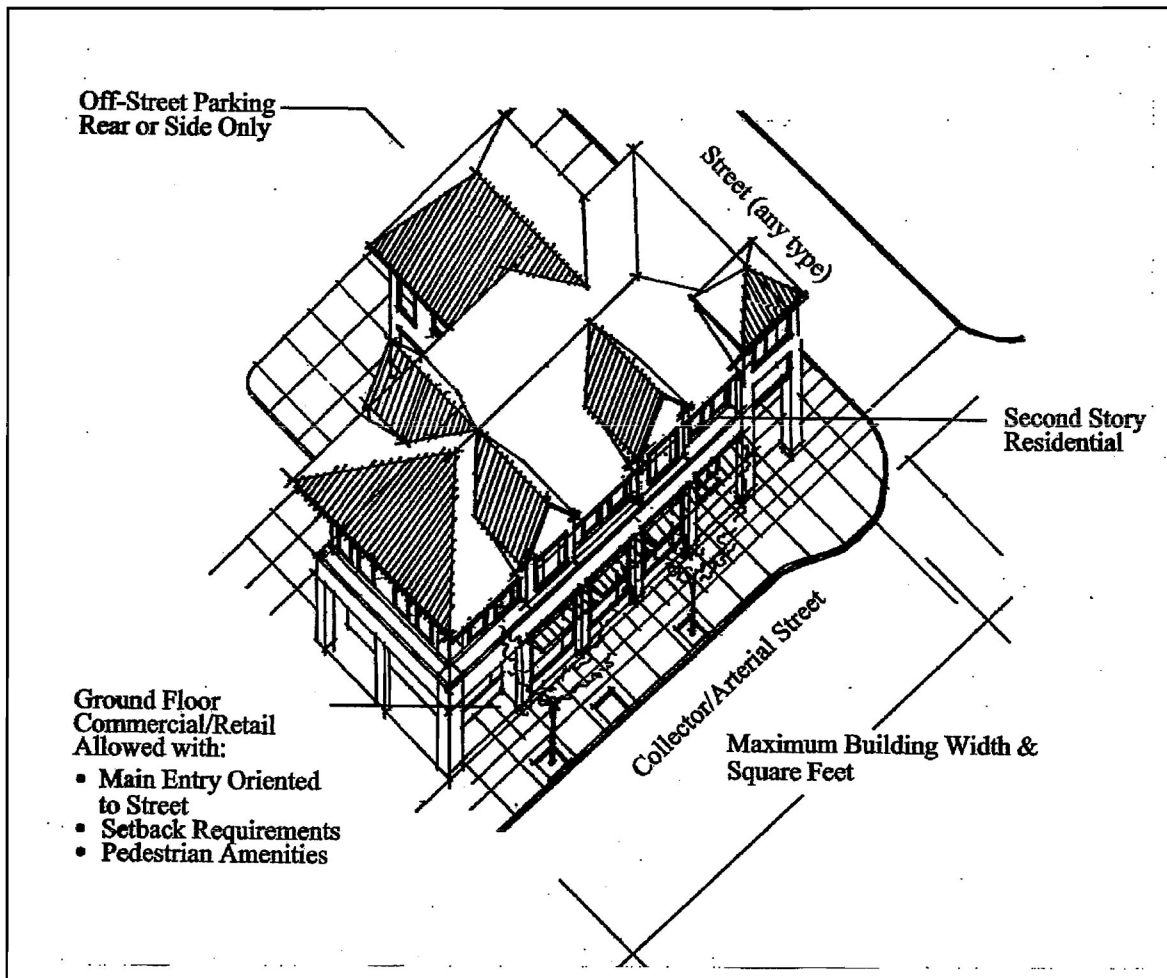 Off-Street Parking
Rear or Side Only
Street (any type)
Second Story
Residential
Ground Floor
Commercial/Retail
Allowed with:
• Main Entry Oriented
to Street
• Setback Requirements
• Pedestrian Amenities
Collector/Arterial Street
Maximum Building Width &
Square Feet